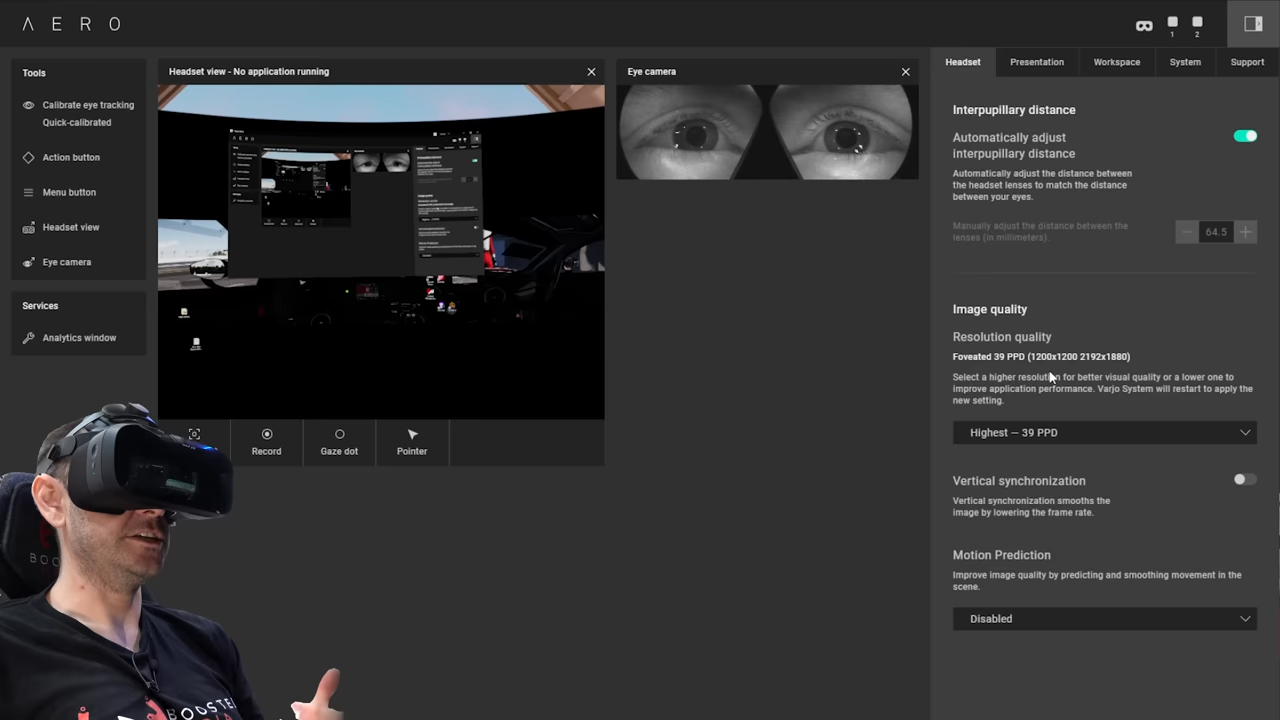 ΛERO
1
2
Tools
Calibrate eye tracking
Quick-calibrated
Action button
Menu button
Headset view
Eye camera
Services
Analytics window
Headset view - No application running
Record
Gaze dot
Pointer
Eye camera
Headset
Presentation
Workspace
System
Support
Interpupillary distance
Automatically adjust
interpupillary distance
Automatically adjust the distance between
the headset lenses to match the distance
between your eyes.
Manually adjust the distance between the
lenses (in millimeters).
64.5
Image quality
Resolution quality
Foveated 39 PPD (1200x1200 2192x1880)
Select a higher resolution for better visual quality or a lower one to
improve application performance. Varjo System will restart to apply the
new setting.
Highest — 39 PPD
Vertical synchronization
Vertical synchronization smooths the
image by lowering the frame rate.
Motion Prediction
Improve image quality by predicting and smoothing movement in the
scene.
Disabled